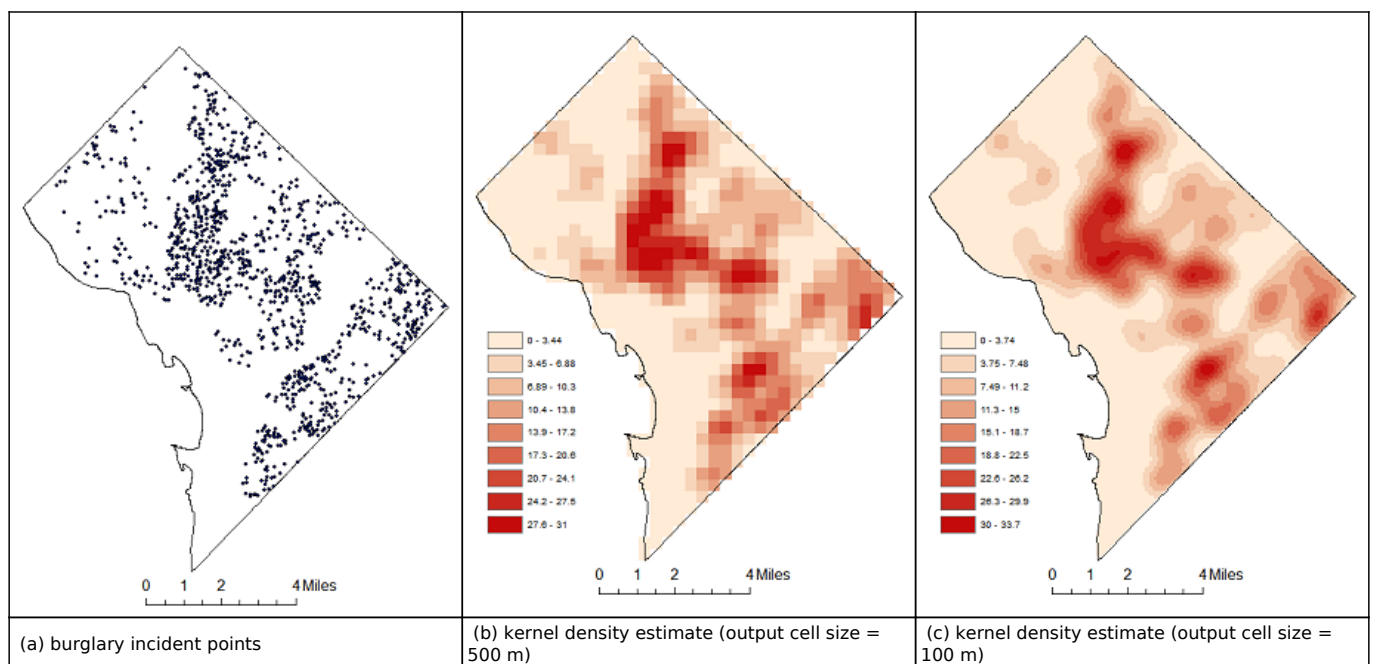 0 1 2 4 Miles
0 - 3.44
3.45 - 6.88
6.89 - 10.3
10.4 - 13.8
13.9 - 17.2
17.3 - 20.6
20.7 - 24.1
24.2 - 27.5
27.6 - 31
0 1 2 4 Miles
0 - 3.74
3.75 - 7.48
7.49 - 11.2
11.3 - 15
15.1 - 18.7
18.8 - 22.5
22.6 - 26.2
26.3 - 29.9
30 - 33.7
0 1 2 4 Miles
(a) burglary incident points
(b) kernel density estimate (output cell size =
500 m)
(c) kernel density estimate (output cell size =
100 m)